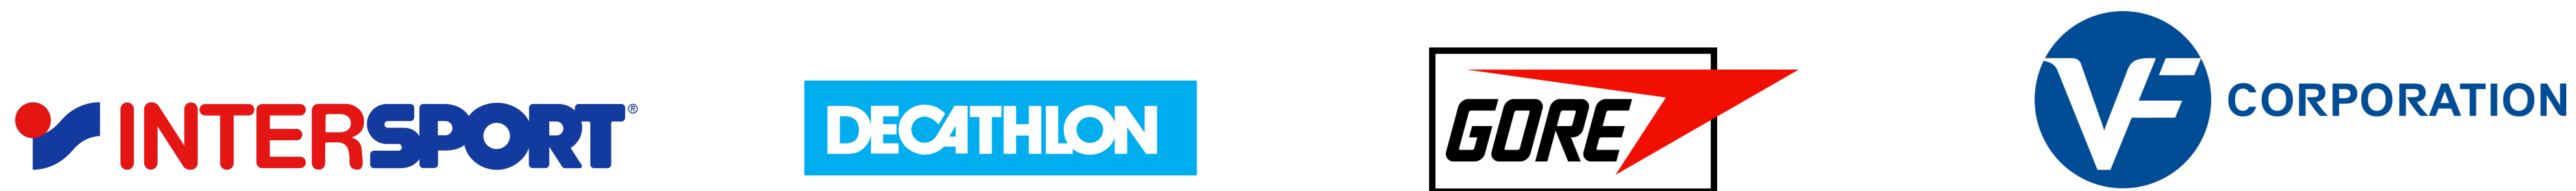 INTERSPORT®
DECATHLON
GORE
VF CORPORATION